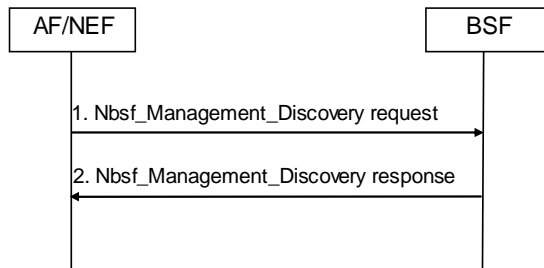 AF/NEF
BSF
1. Nbsf_Management_Discovery request
2. Nbsf_Management_Discovery response